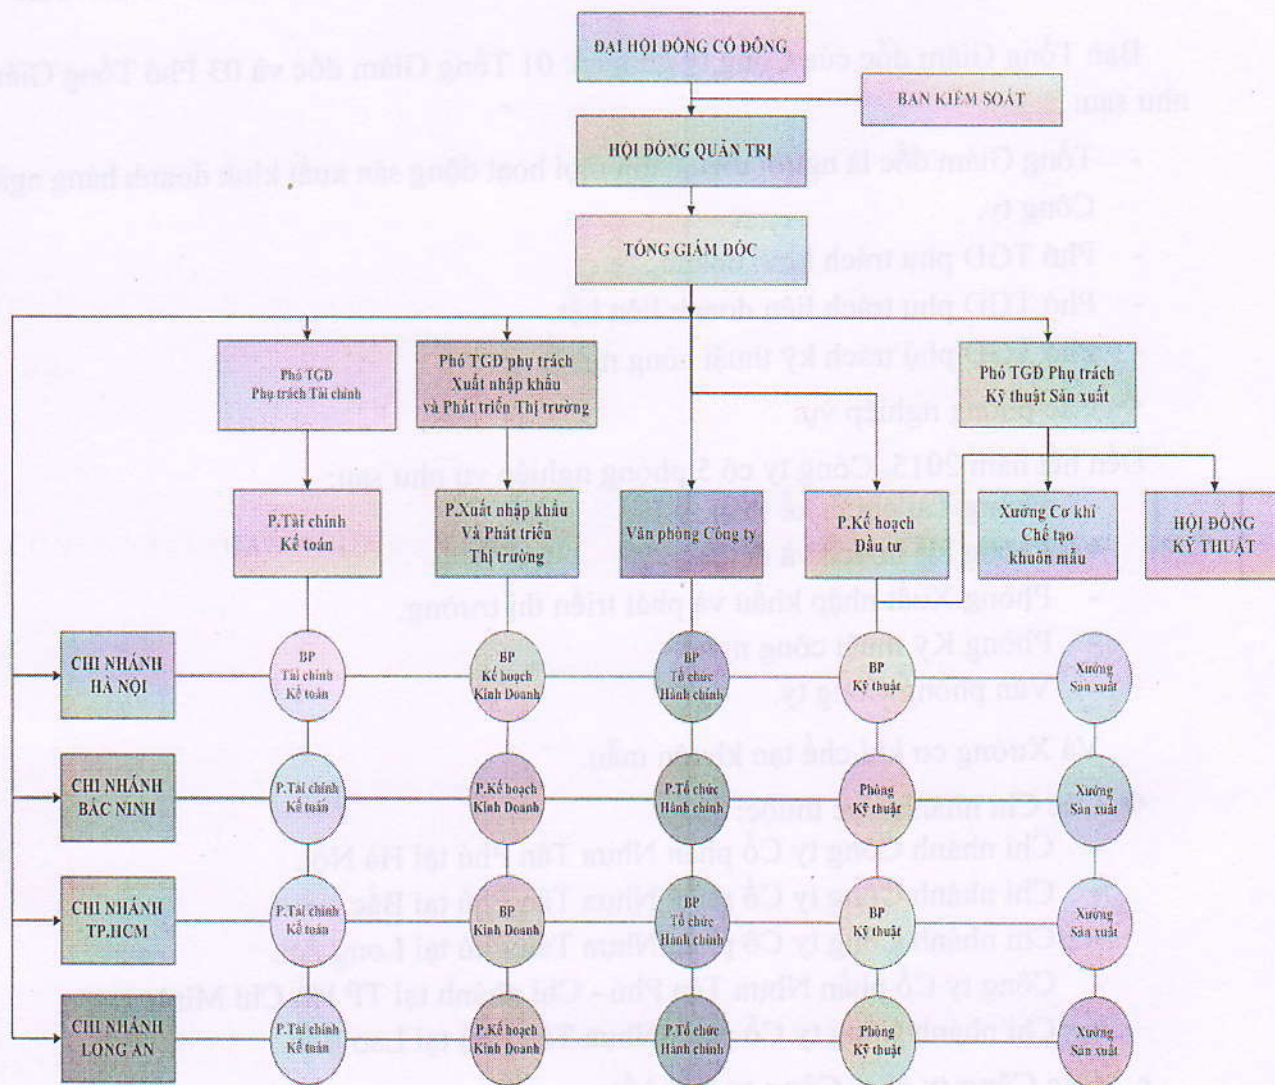 ĐẠI HỘI ĐỒNG CỔ ĐÔNG
BAN KIỂM SOÁT
HỘI ĐỒNG QUẢN TRỊ
TỔNG GIÁM ĐỐC
Phó TGĐ
Phụ trách Tài chính
Phó TGĐ phụ trách
Xuất nhập khẩu
và Phát triển Thị trường
Phó TGĐ Phụ trách
Kỹ thuật Sản xuất
P.Tài chính
Kế toán
P.Xuất nhập khẩu
Và Phát triển
Thị trường
Văn phòng Công ty
P.Kế hoạch
Đầu tư
Xưởng Cơ khí
Chế tạo
khuôn mẫu
HỘI ĐỒNG
KỸ THUẬT
CHI NHÁNH
HÀ NỘI
BP
Tài chính
Kế toán
BP
Kế hoạch
Kinh Doanh
BP
Tổ chức
Hành chính
BP
Kỹ thuật
Xưởng
Sản xuất
CHI NHÁNH
BẮC NINH
P.Tài chính
Kế toán
P.Kế hoạch
Kinh Doanh
P.Tổ chức
Hành chính
Phòng
Kỹ thuật
Xưởng
Sản xuất
CHI NHÁNH
TP.HCM
P.Tài chính
Kế toán
BP
Kinh Doanh
BP
Tổ chức
Hành chính
BP
Kỹ thuật
Xưởng
Sản xuất
CHI NHÁNH
LONG AN
P.Tài chính
Kế toán
P.Kế hoạch
Kinh Doanh
P.Tổ chức
Hành chính
Phòng
Kỹ thuật
Xưởng
Sản xuất